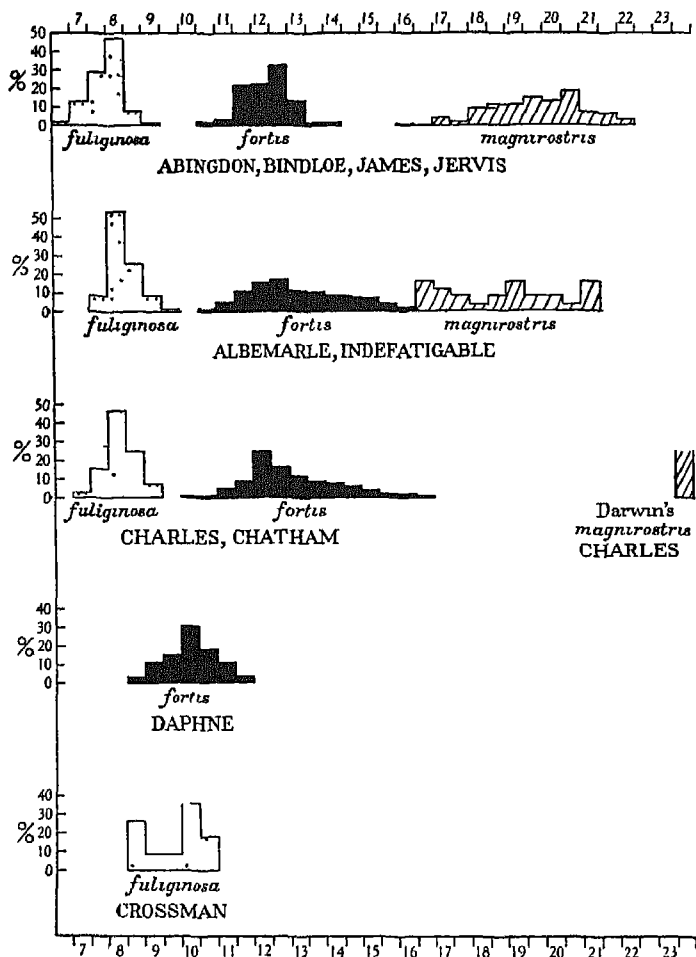 7 8 9 10 11 12 13 14 15 16 17 18 19 20 21 22 23
50
40
30
20
10
0
%
fuliginosa fortis magnirostris
ABINGDON, BINDLOE, JAMES, JERVIS
50
40
30
20
10
0
%
fuliginosa fortis magnirostris
ALBEMARLE, INDEFATIGABLE
50
40
30
20
10
0
%
fuliginosa fortis
CHARLES, CHATHAM
Darwin's
magnirostris
CHARLES
40
30
20
10
0
%
fortis
DAPHNE
40
30
20
10
0
%
fuliginosa
CROSSMAN
7 8 9 10 11 12 13 14 15 16 17 18 19 20 21 22 23